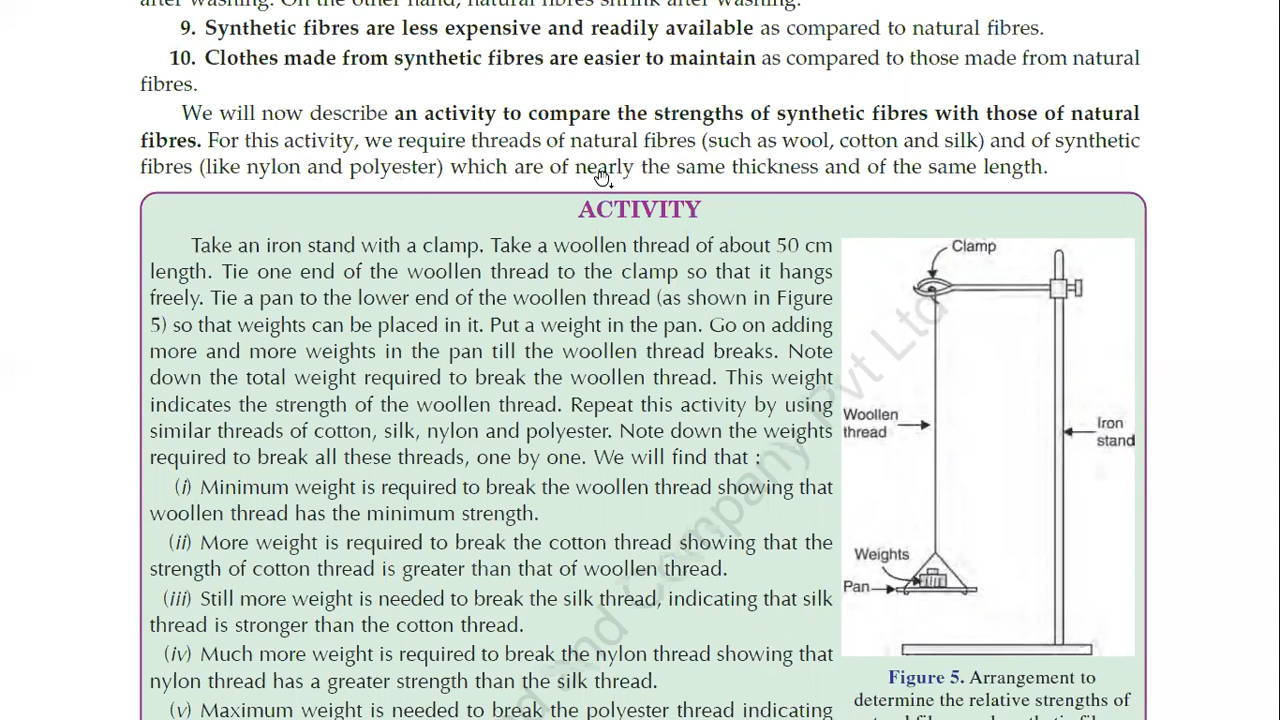 after washing. On the other hand, natural fibres shrink after washing.
9. Synthetic fibres are less expensive and readily available as compared to natural fibres.
10. Clothes made from synthetic fibres are easier to maintain as compared to those made from natural
fibres.
We will now describe an activity to compare the strengths of synthetic fibres with those of natural
fibres. For this activity, we require threads of natural fibres (such as wool, cotton and silk) and of synthetic
fibres (like nylon and polyester) which are of nearly the same thickness and of the same length.
ACTIVITY
Take an iron stand with a clamp. Take a woollen thread of about 50 cm
length. Tie one end of the woollen thread to the clamp so that it hangs
freely. Tie a pan to the lower end of the woollen thread (as shown in Figure
5) so that weights can be placed in it. Put a weight in the pan. Go on adding
more and more weights in the pan till the woollen thread breaks. Note
down the total weight required to break the woollen thread. This weight
indicates the strength of the woollen thread. Repeat this activity by using
similar threads of cotton, silk, nylon and polyester. Note down the weights
required to break all these threads, one by one. We will find that :
(i) Minimum weight is required to break the woollen thread showing that
woollen thread has the minimum strength.
(ii) More weight is required to break the cotton thread showing that the
strength of cotton thread is greater than that of woollen thread.
(iii) Still more weight is needed to break the silk thread, indicating that silk
thread is stronger than the cotton thread.
(iv) Much more weight is required to break the nylon thread showing that
nylon thread has a greater strength than the silk thread.
(v) Maximum weight is needed to break the polyester thread indicating
Clamp
Woollen
thread
Iron
stand
Weights
Pan
Figure 5. Arrangement to
determine the relative strengths of
and Company Pvt Ltd